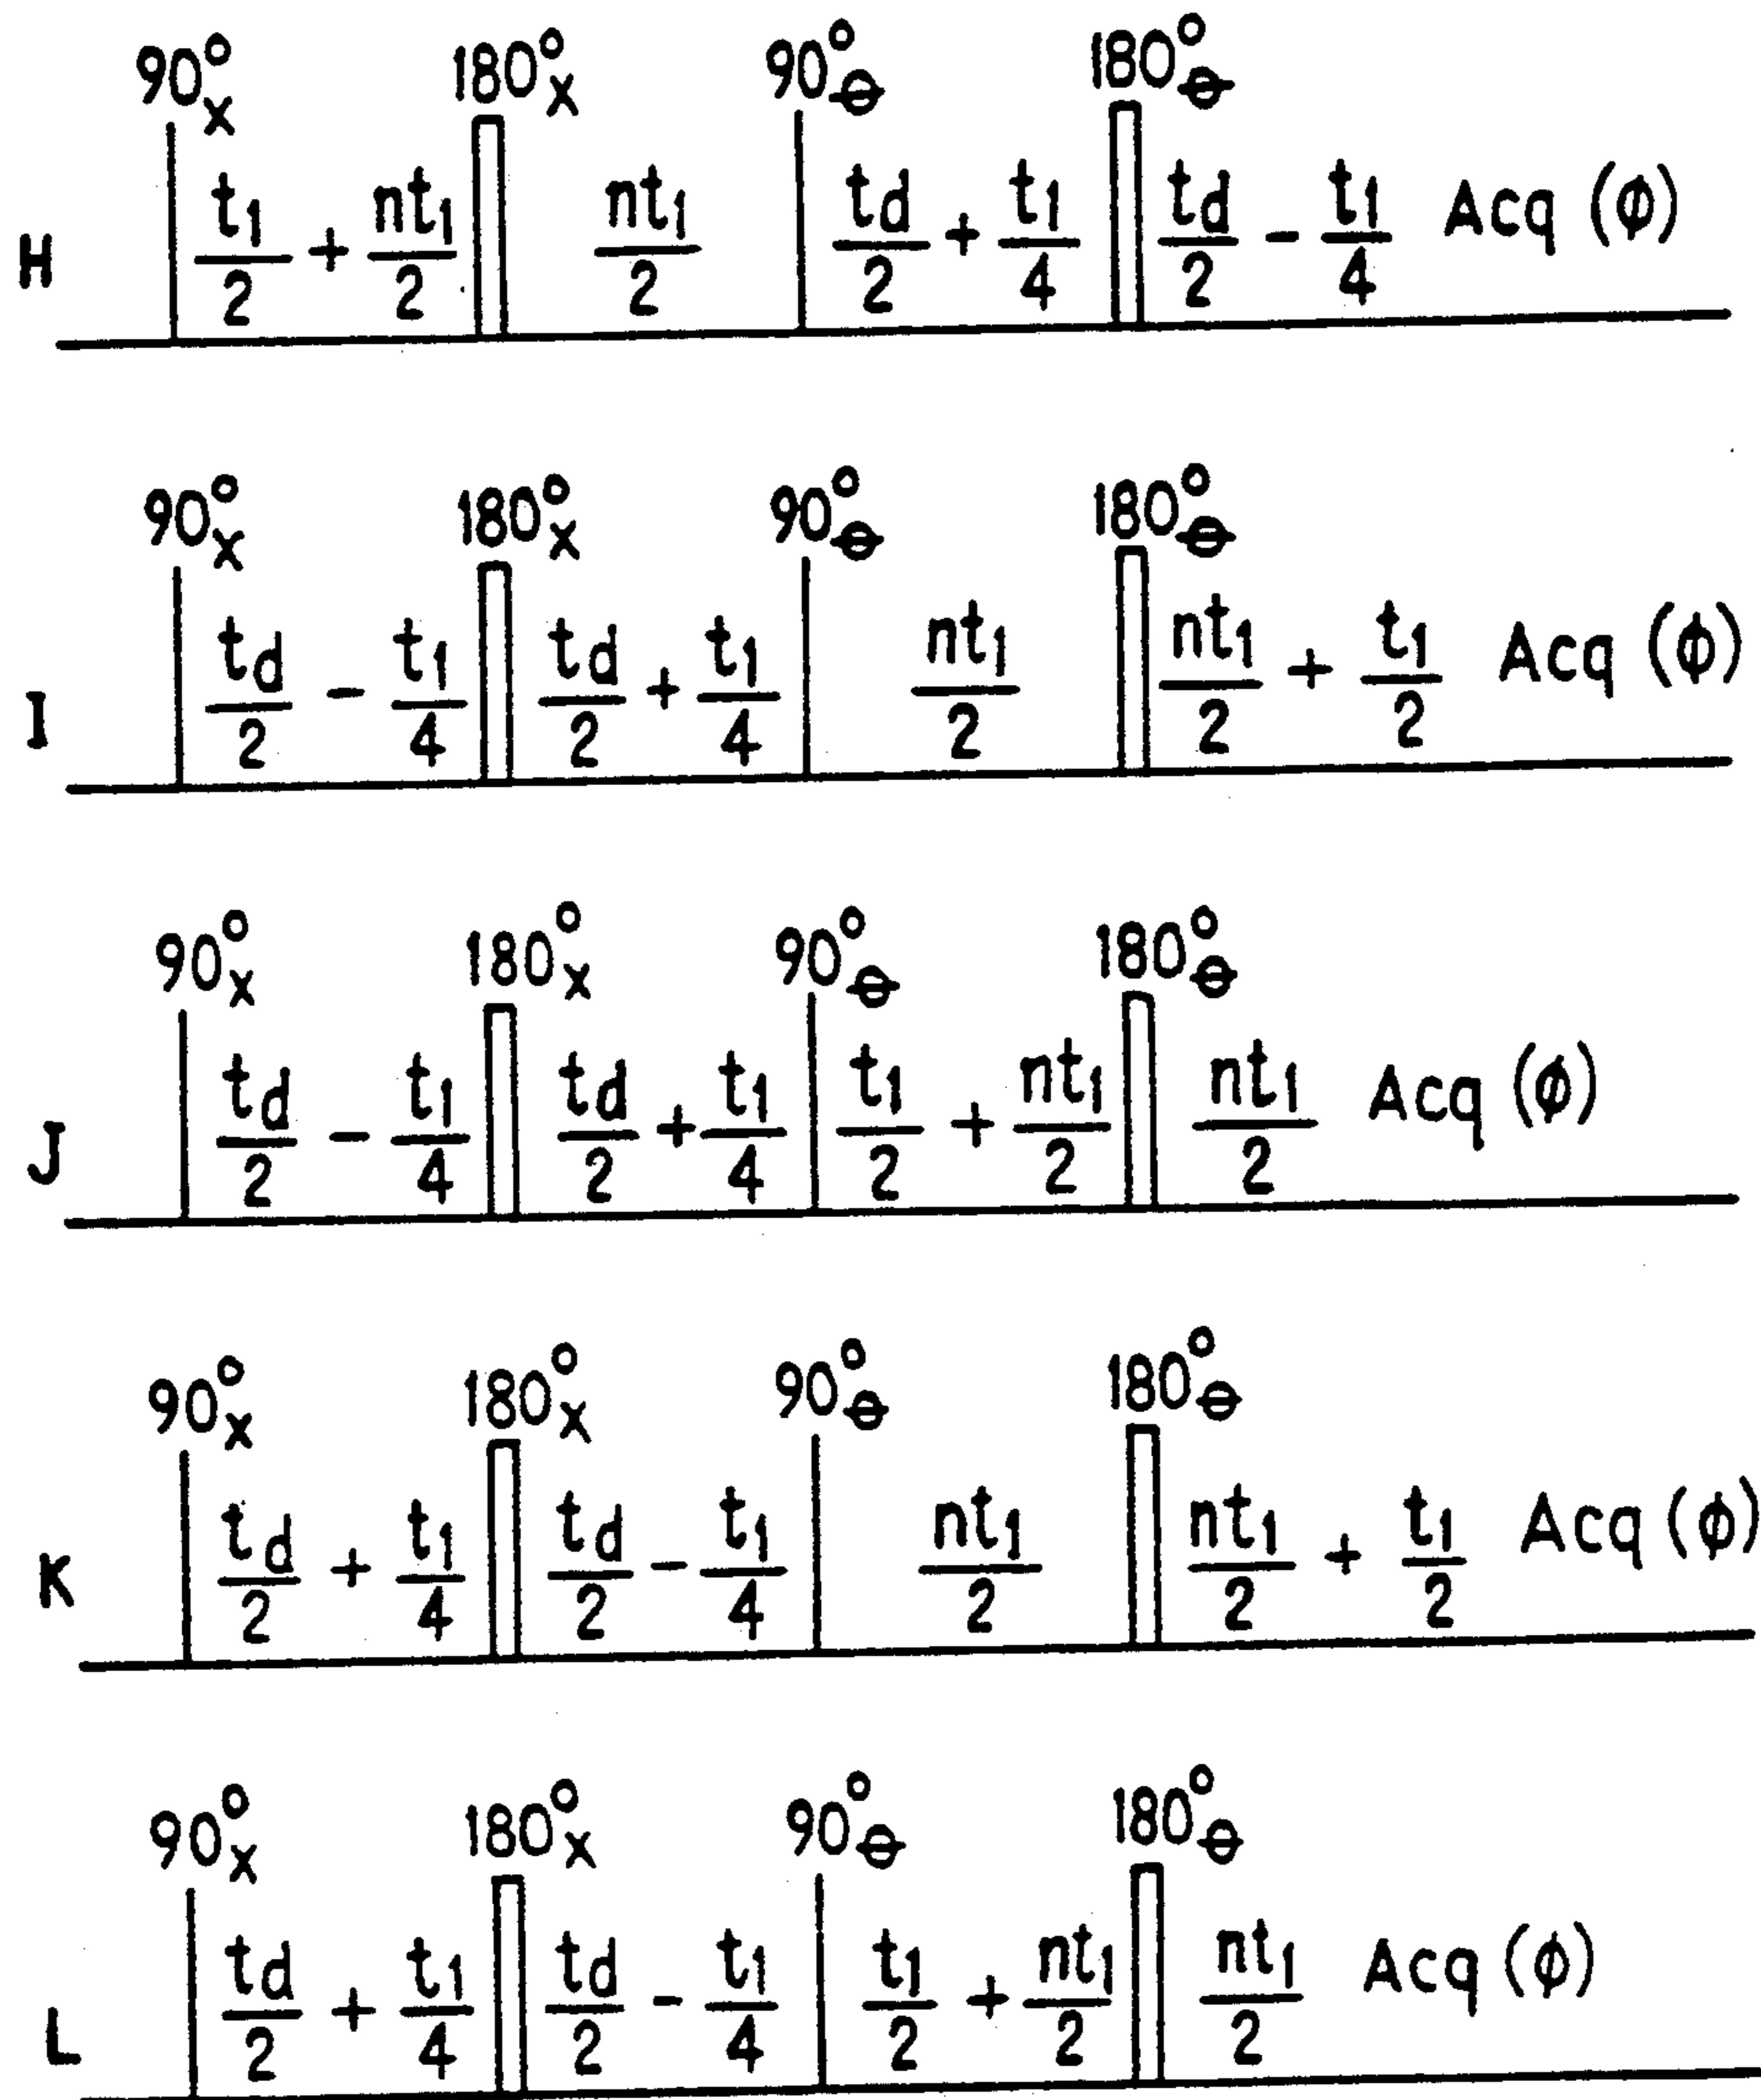 90°x 180°x 90°θ 180°θ
H t1/2 + nt1/2 nt1/2 td/2 + t1/4 td/2 - t1/4 Acq (ϕ)
90°x 180°x 90°θ 180°θ
I td/2 - t1/4 td/2 + t1/4 nt1/2 nt1/2 + t1/2 Acq (ϕ)
90°x 180°x 90°θ 180°θ
J td/2 - t1/4 td/2 + t1/4 t1/2 + nt1/2 nt1/2 Acq (ϕ)
90°x 180°x 90°θ 180°θ
K td/2 + t1/4 td/2 - t1/4 nt1/2 nt1/2 + t1/2 Acq (ϕ)
90°x 180°x 90°θ 180°θ
L td/2 + t1/4 td/2 - t1/4 t1/2 + nt1/2 nt1/2 Acq (ϕ)